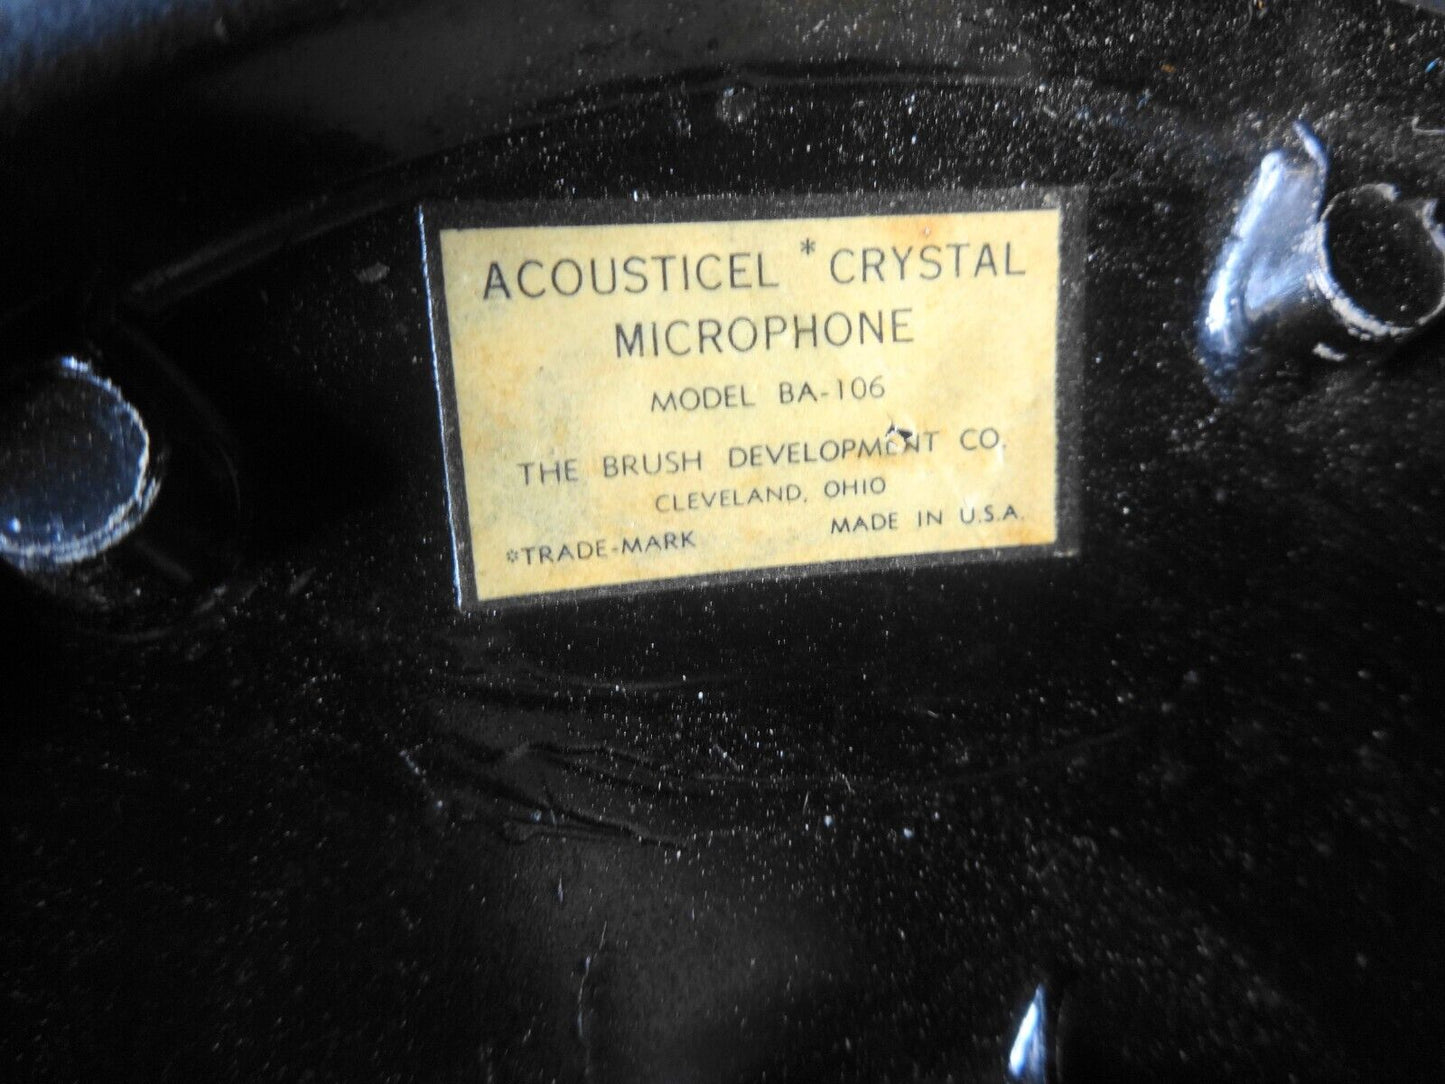 ACOUSTICEL * CRYSTAL
MICROPHONE
MODEL BA-106
THE BRUSH DEVELOPMENT CO.
CLEVELAND, OHIO
*TRADE-MARK MADE IN U.S.A.